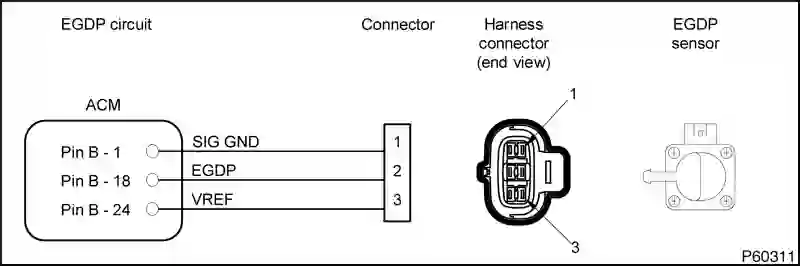 EGDP circuit
Connector
Harness
connector
(end view)
EGDP
sensor
ACM
Pin B - 1
SIG GND
1
Pin B - 18
EGDP
2
Pin B - 24
VREF
3
1
3
P60311